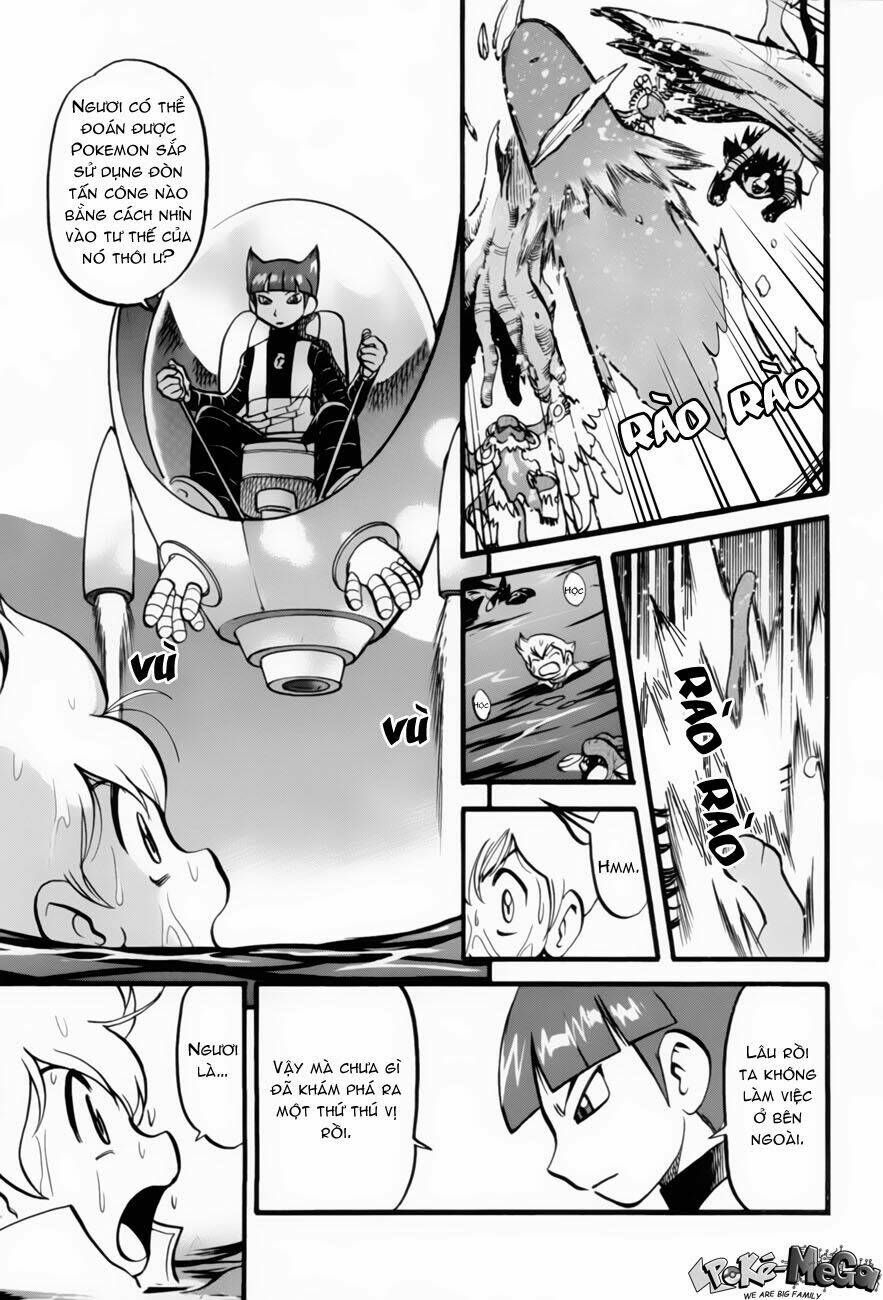 RÀO RÀO
RÁO RÁO
HỘC
HỘC
HMM.
NGƯƠI CÓ THỂ
ĐOÁN ĐƯỢC
POKEMON SẮP
SỬ DỤNG ĐÒN
TẤN CÔNG NÀO
BẰNG CÁCH NHÌN
VÀO TƯ THẾ CỦA
NÓ THÔI Ư?
VÙ
VÙ
LÂU RỒI
TA KHÔNG
LÀM VIỆC
Ở BÊN
NGOÀI.
VẬY MÀ CHƯA GÌ
ĐÃ KHÁM PHÁ RA
MỘT THỨ THÚ VỊ
RỒI.
NGƯƠI
LÀ...
POKÉ-MEGA
WE ARE BIG FAMILY